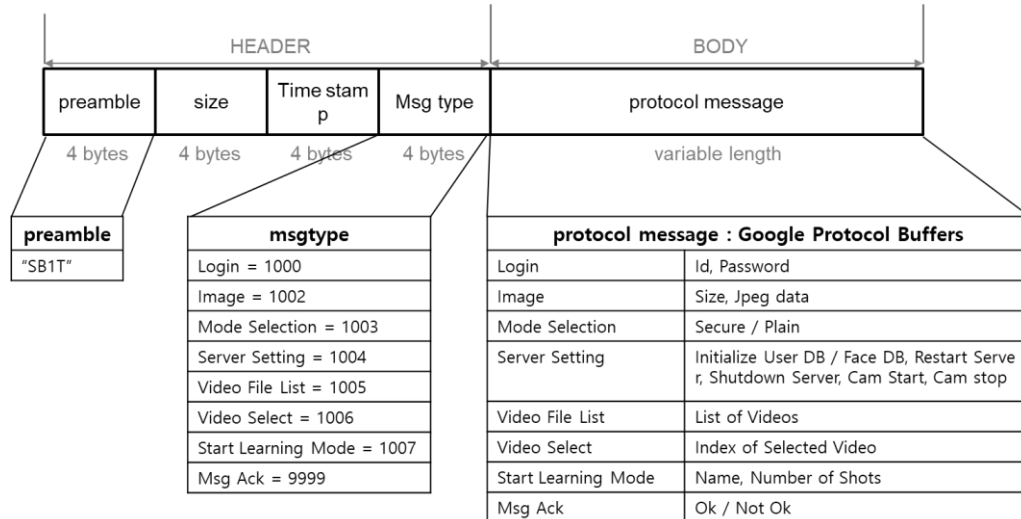 HEADER
BODY
preamble
size
Time stam
p
Msg type
protocol message
4 bytes
4 bytes
4 bytes
4 bytes
variable length
preamble
"SB1T"
msgtype
Login = 1000
Image = 1002
Mode Selection = 1003
Server Setting = 1004
Video File List = 1005
Video Select = 1006
Start Learning Mode = 1007
Msg Ack = 9999
protocol message : Google Protocol Buffers
Login
Id, Password
Image
Size, Jpeg data
Mode Selection
Secure / Plain
Server Setting
Initialize User DB / Face DB, Restart Serve
r, Shutdown Server, Cam Start, Cam stop
Video File List
List of Videos
Video Select
Index of Selected Video
Start Learning Mode
Name, Number of Shots
Msg Ack
Ok / Not Ok